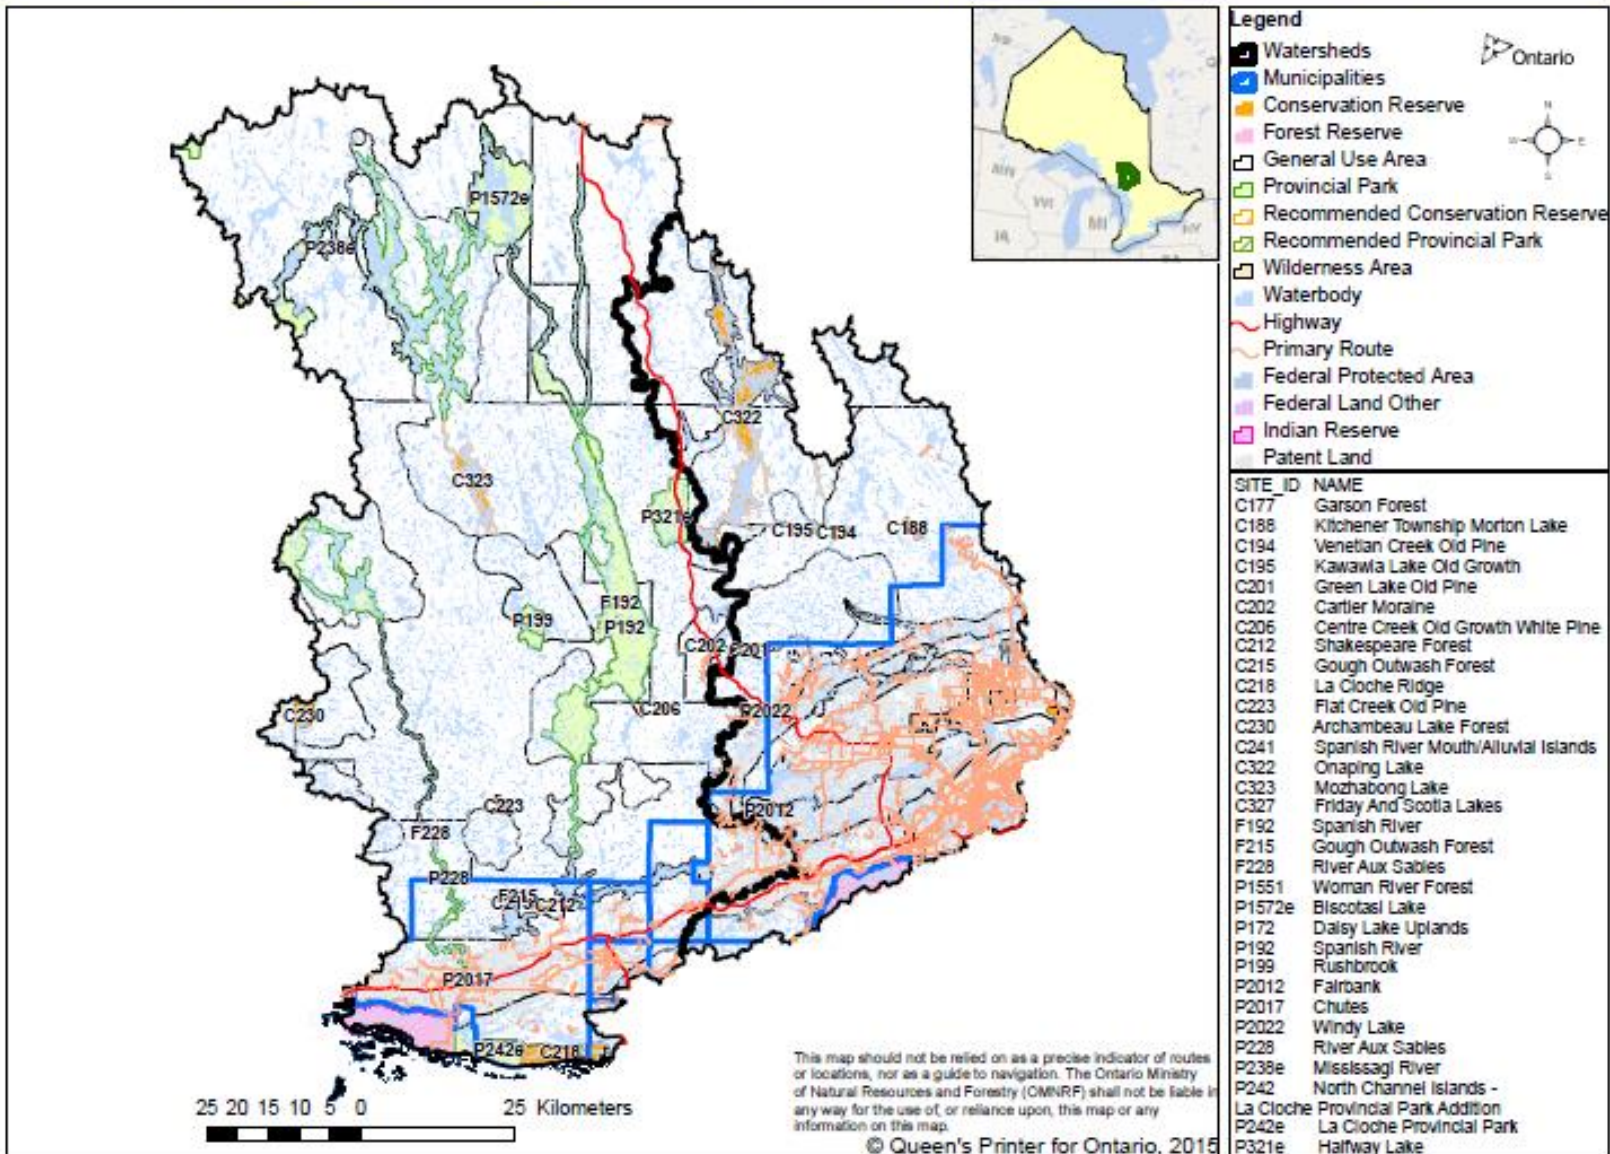 Legend
Watersheds
Ontario
Municipalities
Conservation Reserve
Forest Reserve
General Use Area
Provincial Park
Recommended Conservation Reserve
Recommended Provincial Park
Wilderness Area
Waterbody
Highway
Primary Route
Federal Protected Area
Federal Land Other
Indian Reserve
Patent Land
N
W
E
S
WI
MI
IA
P1572e
P238e
C322
C323
P321e
C195
C194
C188
F192
P199
P192
C202
C201
C230
C206
P2022
C223
P2012
F228
P228
F215
C215
C212
P2017
P242e
C218
25 20 15 10 5 0 25 Kilometers
This map should not be relied on as a precise indicator of routes
or locations, nor as a guide to navigation. The Ontario Ministry
of Natural Resources and Forestry (OMNRF) shall not be liable in
any way for the use of, or reliance upon, this map or any
information on this map.
© Queen's Printer for Ontario, 2015
SITE_ID NAME
C177 Garson Forest
C188 Kitchener Township Morton Lake
C194 Venetian Creek Old Pine
C195 Kawawia Lake Old Growth
C201 Green Lake Old Pine
C202 Cartier Moraine
C206 Centre Creek Old Growth White Pine
C212 Shakespeare Forest
C215 Gough Outwash Forest
C218 La Cloche Ridge
C223 Flat Creek Old Pine
C230 Archambeau Lake Forest
C241 Spanish River Mouth/Alluvial Islands
C322 Onaping Lake
C323 Mozhabong Lake
C327 Friday And Scotia Lakes
F192 Spanish River
F215 Gough Outwash Forest
F228 River Aux Sables
P1551 Woman River Forest
P1572e Biscotasi Lake
P172 Daisy Lake Uplands
P192 Spanish River
P199 Rushbrook
P2012 Fairbank
P2017 Chutes
P2022 Windy Lake
P228 River Aux Sables
P238e Mississagi River
P242 North Channel Islands -
La Cloche Provincial Park Addition
P242e La Cloche Provincial Park
P321e Halfway Lake